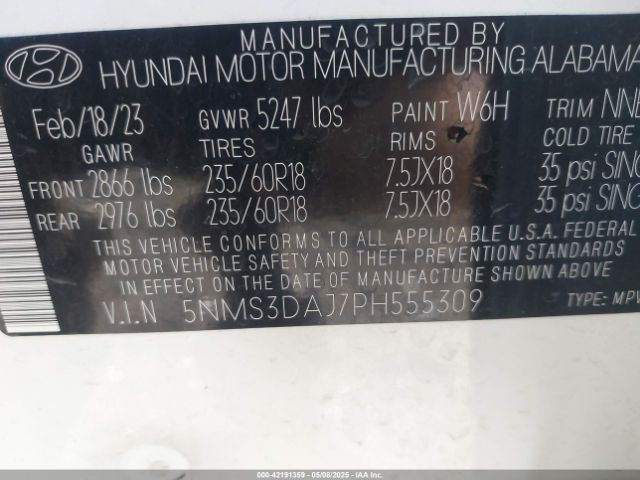 MANUFACTURED BY
HYUNDAI MOTOR MANUFACTURING ALABAMA
Feb/18/23 GVWR 5247 lbs PAINT W6H TRIM
GAWR TIRES RIMS COLD TIRE
FRONT 2866 lbs 235/60R18 7.5JX18 35 psi SING
REAR 2976 lbs 235/60R18 7.5JX18 35 psi SING
THIS VEHICLE CONFORMS TO ALL APPLICABLE U.S.A. FEDERAL
MOTOR VEHICLE SAFETY AND THEFT PREVENTION STANDARDS
IN EFFECT ON THE DATE OF MANUFACTURE SHOWN ABOVE.
V.I.N 5NMS3DAJ7PH555309 TYPE: MPV
000-42191359 - 05/08/2025 - IAA Inc.